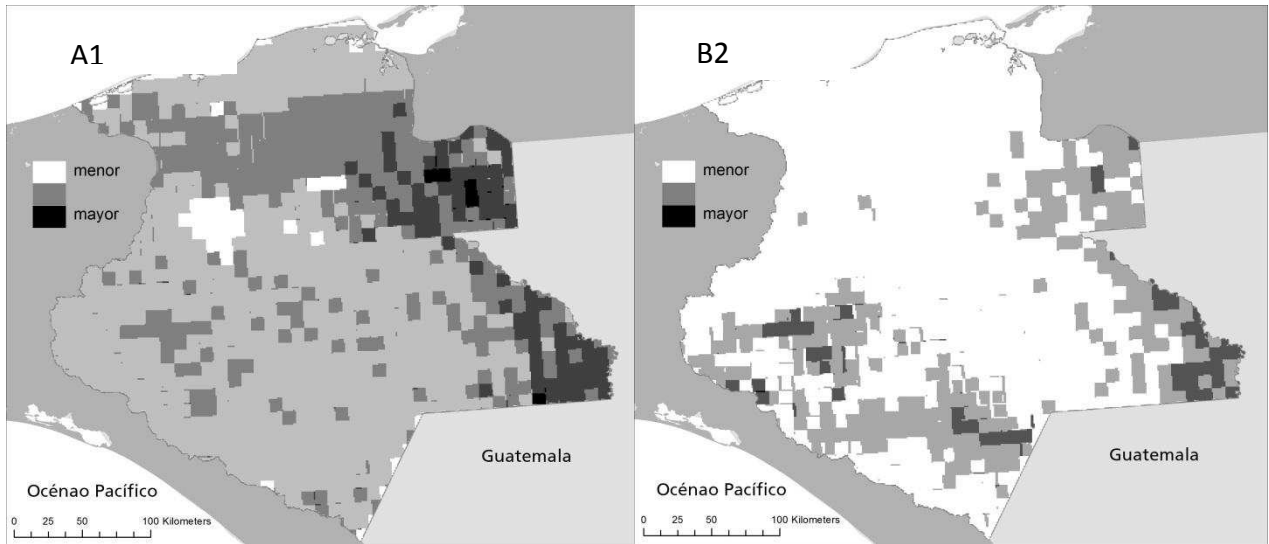 A1
menor
mayor
Guatemala
Océnao Pacífico
0 25 50 100 Kilometers
B2
menor
mayor
Guatemala
Océnao Pacífico
0 25 50 100 Kilometers